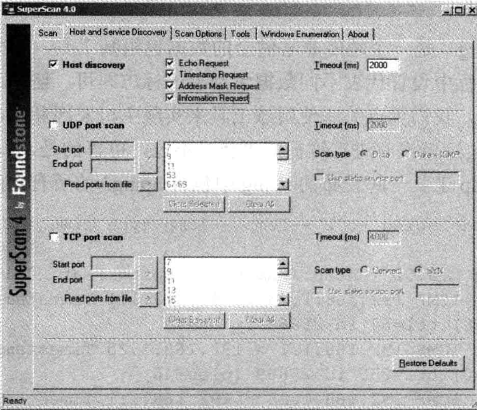 SuperScan 4.0
Scan
Host and Service Discovery
Scan Options
Tools
Windows Enumeration
About
Host discovery
Echo Request
Timestamp Request
Address Mask Request
Information Request
Timeout (ms)
2000
UDP port scan
Timeout (ms)
2000
Start port
End port
Read ports from file
7
9
11
53
67-69
Clear Selected
Clear All
Scan type
Data
Data + ICMP
Use static source port
TCP port scan
Timeout (ms)
4000
Start port
End port
Read ports from file
7
9
11
13
15
Clear Selected
Clear All
Scan type
Connect
SYN
Use static source port
Restore Defaults
SuperScan 4 by Foundstone
Ready